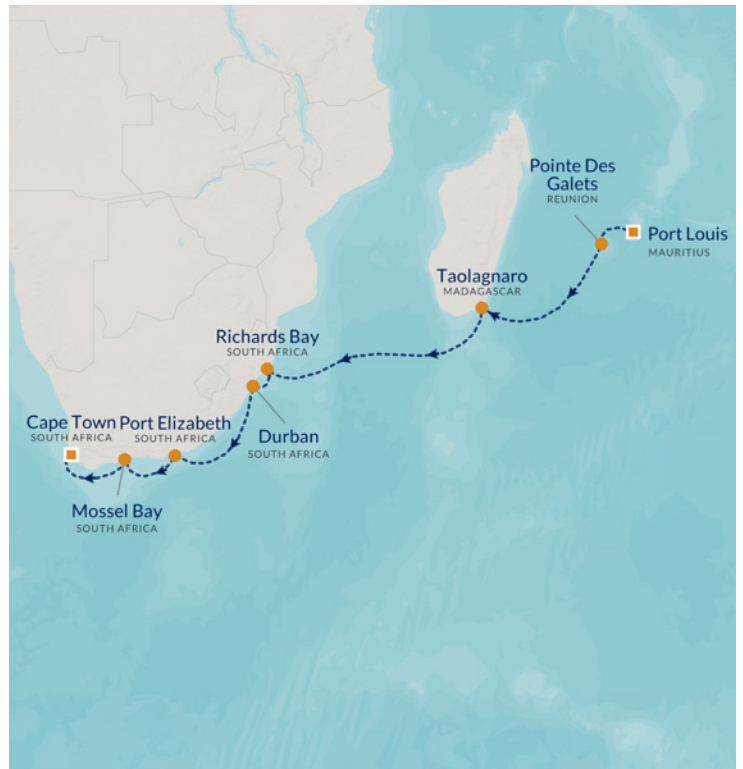 Pointe Des
Galets
REUNION
Port Louis
MAURITIUS
Taolagnaro
MADAGASCAR
Richards Bay
SOUTH AFRICA
Cape Town
SOUTH AFRICA
Port Elizabeth
SOUTH AFRICA
Durban
SOUTH AFRICA
Mossel Bay
SOUTH AFRICA